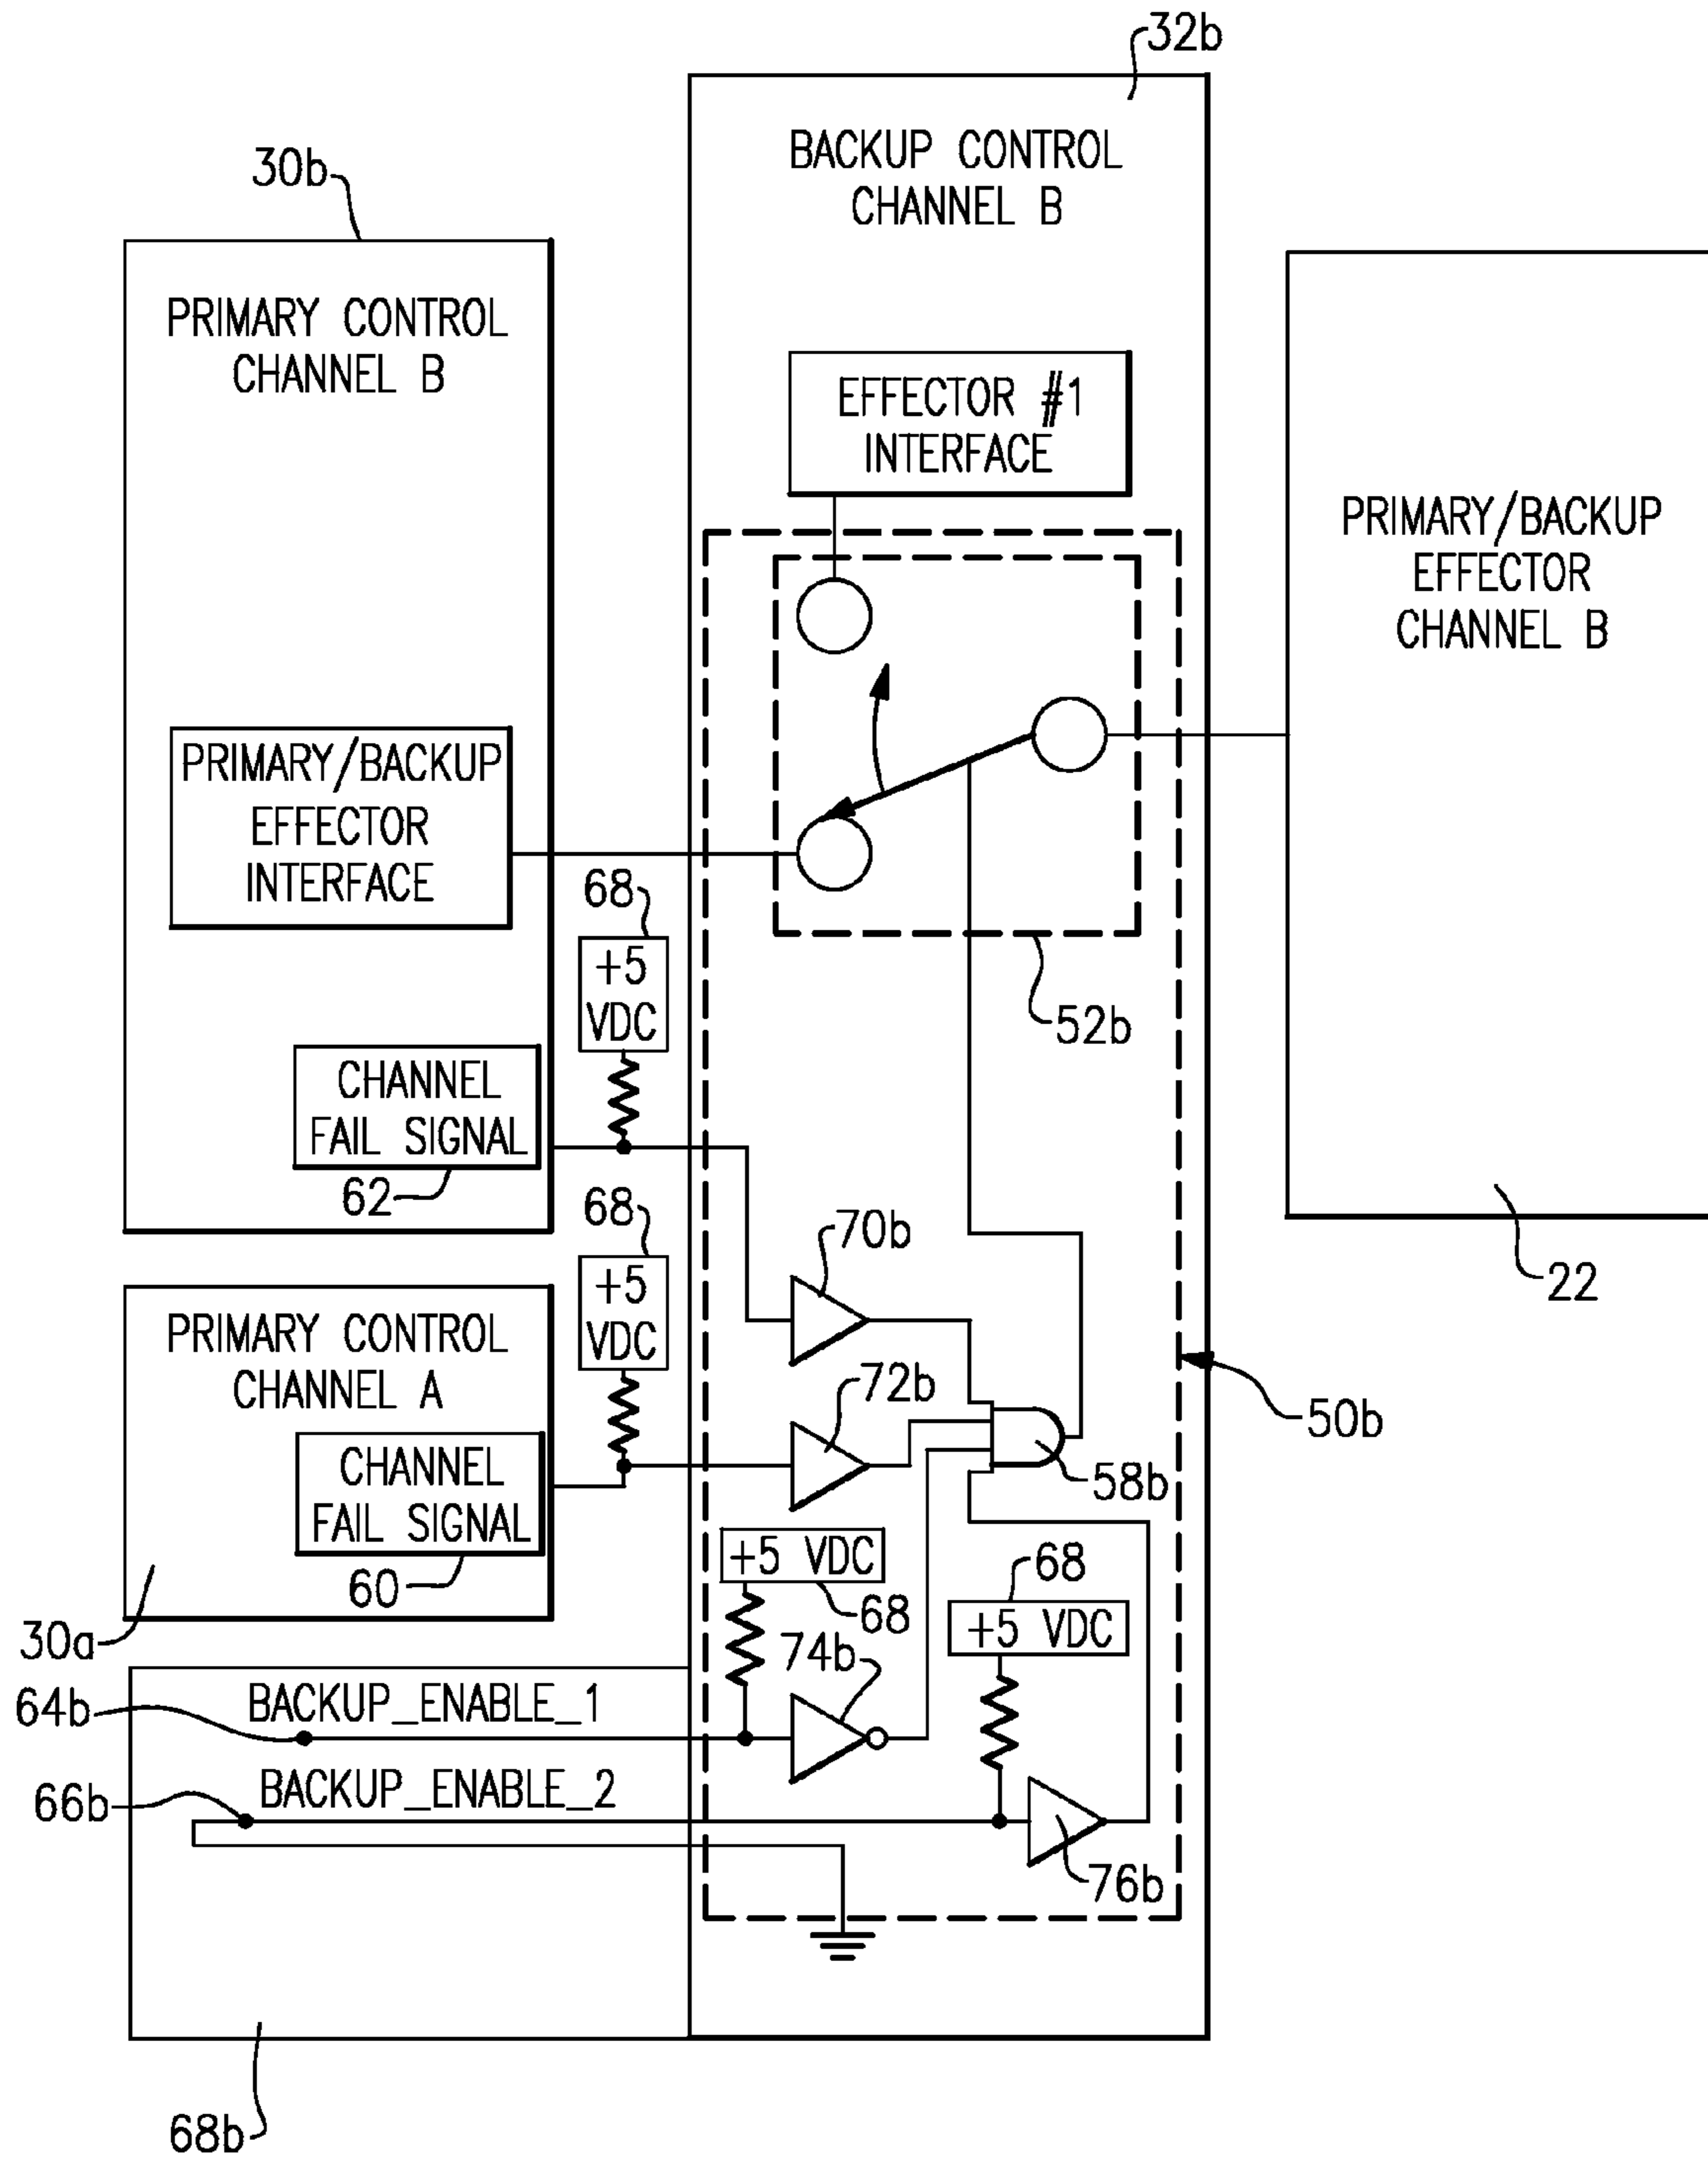 32b
BACKUP CONTROL
CHANNEL B
30b
PRIMARY CONTROL
CHANNEL B
EFFECTOR #1
INTERFACE
PRIMARY/BACKUP
EFFECTOR
CHANNEL B
PRIMARY/BACKUP
EFFECTOR
INTERFACE
68
+5
VDC
52b
CHANNEL
FAIL SIGNAL
62
68
+5
VDC
70b
22
PRIMARY CONTROL
CHANNEL A
72b
50b
CHANNEL
FAIL SIGNAL
60
58b
+5 VDC
68
68
+5 VDC
30a
74b
64b
BACKUP_ENABLE_1
66b
BACKUP_ENABLE_2
76b
68b